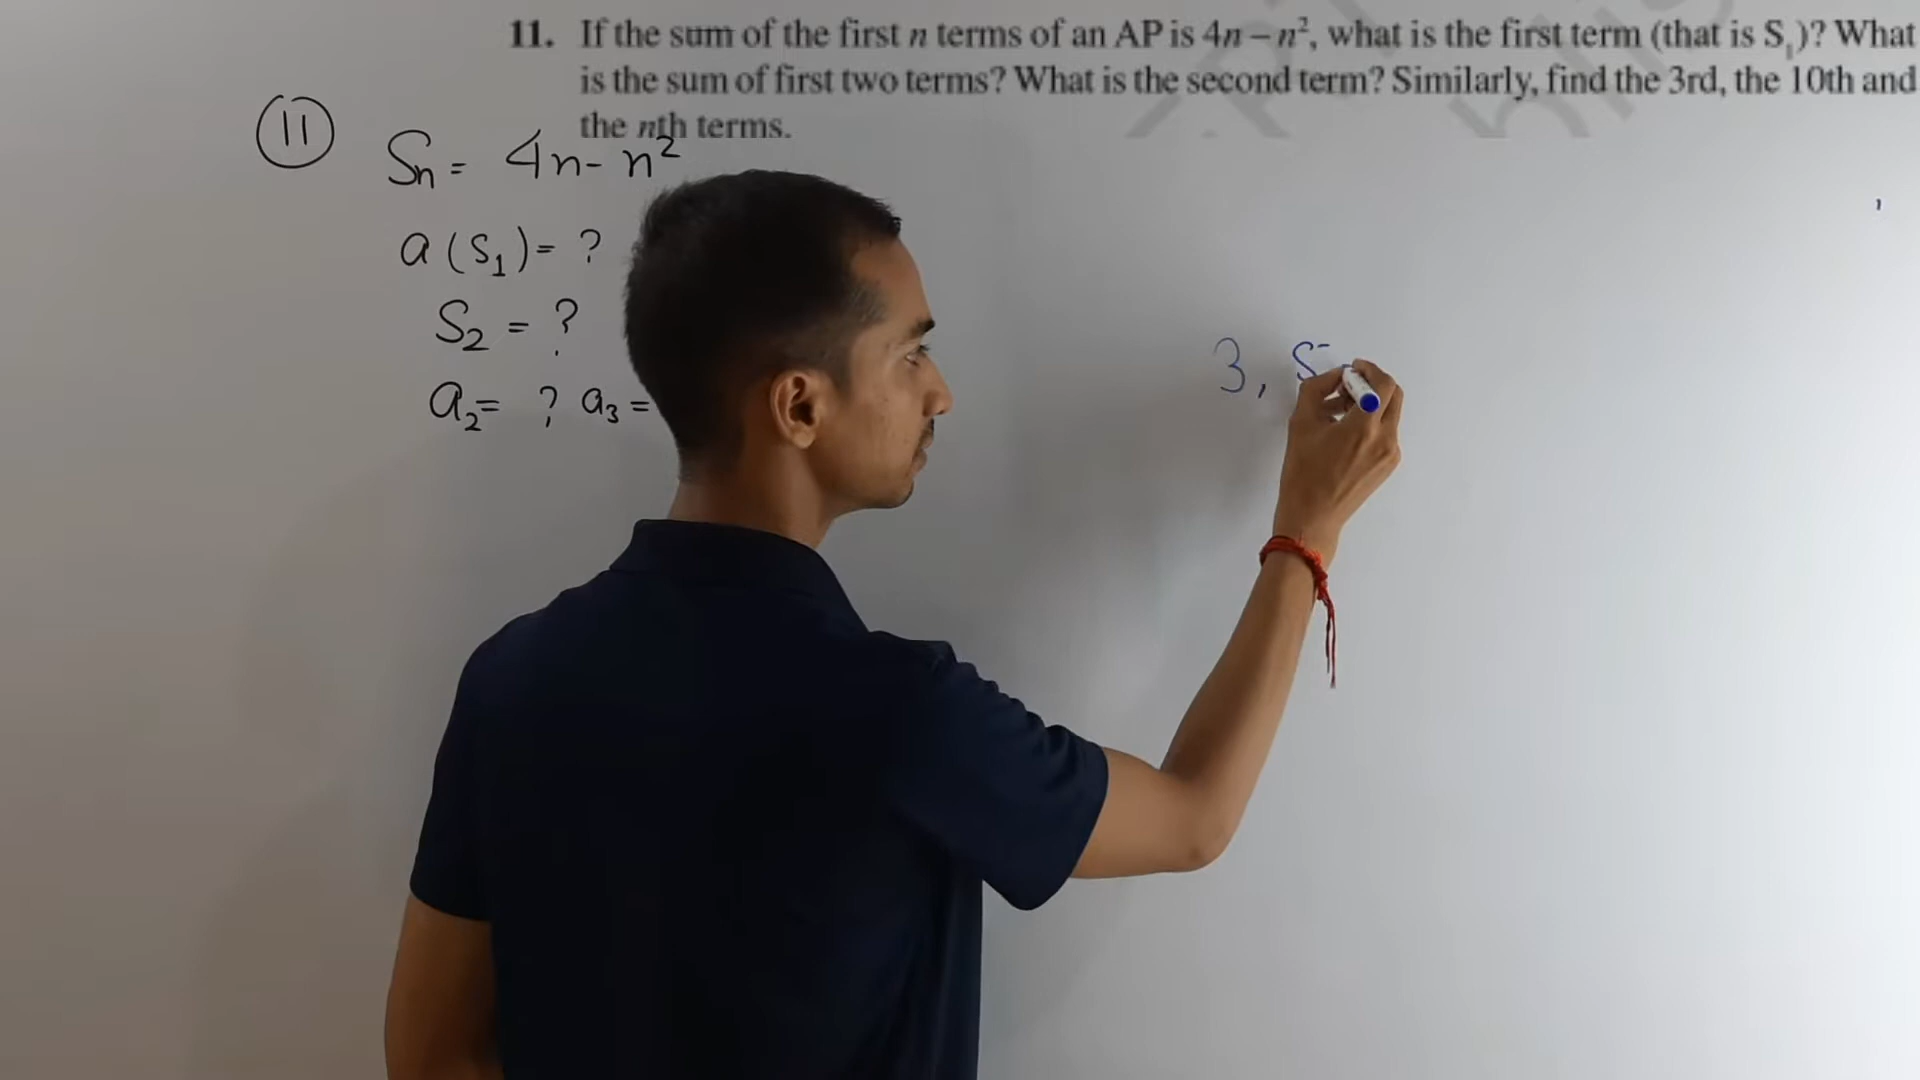 11. If the sum of the first n terms of an AP is 4n – n², what is the first term (that is S₁)? What
is the sum of first two terms? What is the second term? Similarly, find the 3rd, the 10th and
the nth terms.
11
Sn = 4n - n²
a (S₁) = ?
S₂ = ?
a₂ = ? a₃ =
3, 5